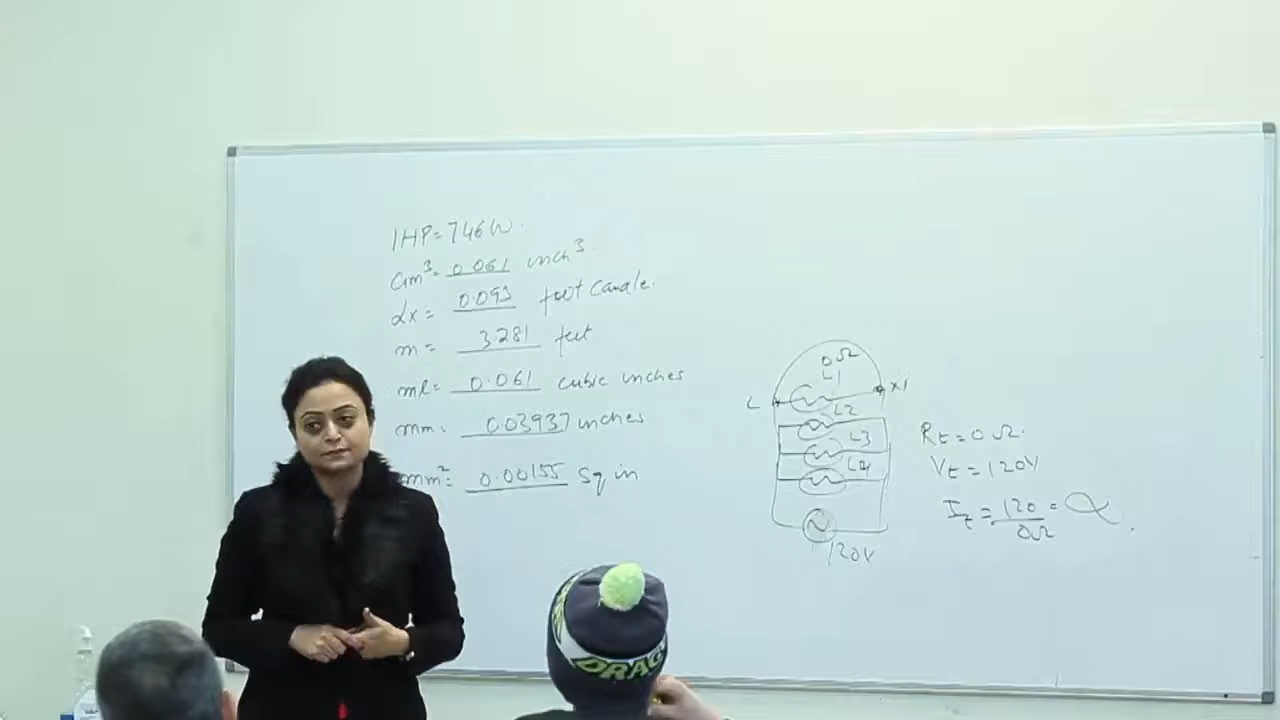 1HP = 746W.
Cm³ = 0.061 inch³.
Lx = 0.093 foot candle.
m = 3.281 feet
ml = 0.061 cubic inches
mm = 0.03937 inches
mm² = 0.00155 Sq in
0Ω
L1
L
X1
L2
L3
L4
120V
Rt = 0Ω.
Vt = 120V
It = 120/0Ω = ∝.
DRAG